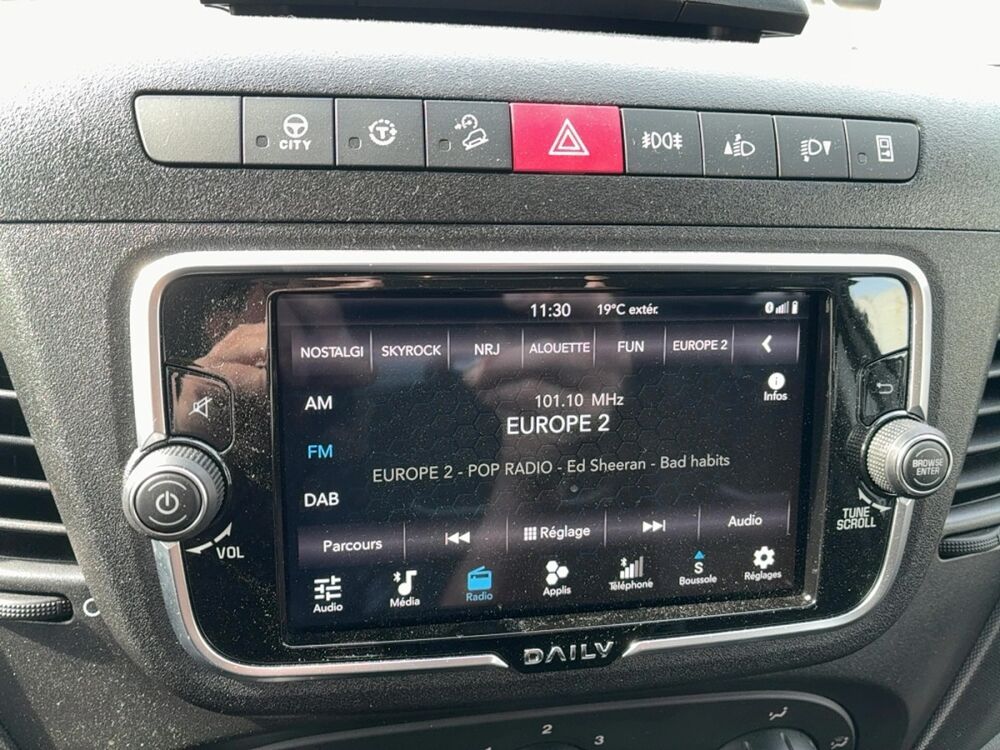 CITY
T
11:30 19°C extér.
NOSTALGI SKYROCK NRJ ALOUETTE FUN EUROPE 2
AM
101.10 MHz
i
Infos
EUROPE 2
FM
EUROPE 2 - POP RADIO - Ed Sheeran - Bad habits
DAB
BROWSE
ENTER
TUNE
SCROLL
VOL
Parcours Réglage Audio
S
Audio Média Radio Applis Téléphone Boussole Réglages
DAILY
2
3